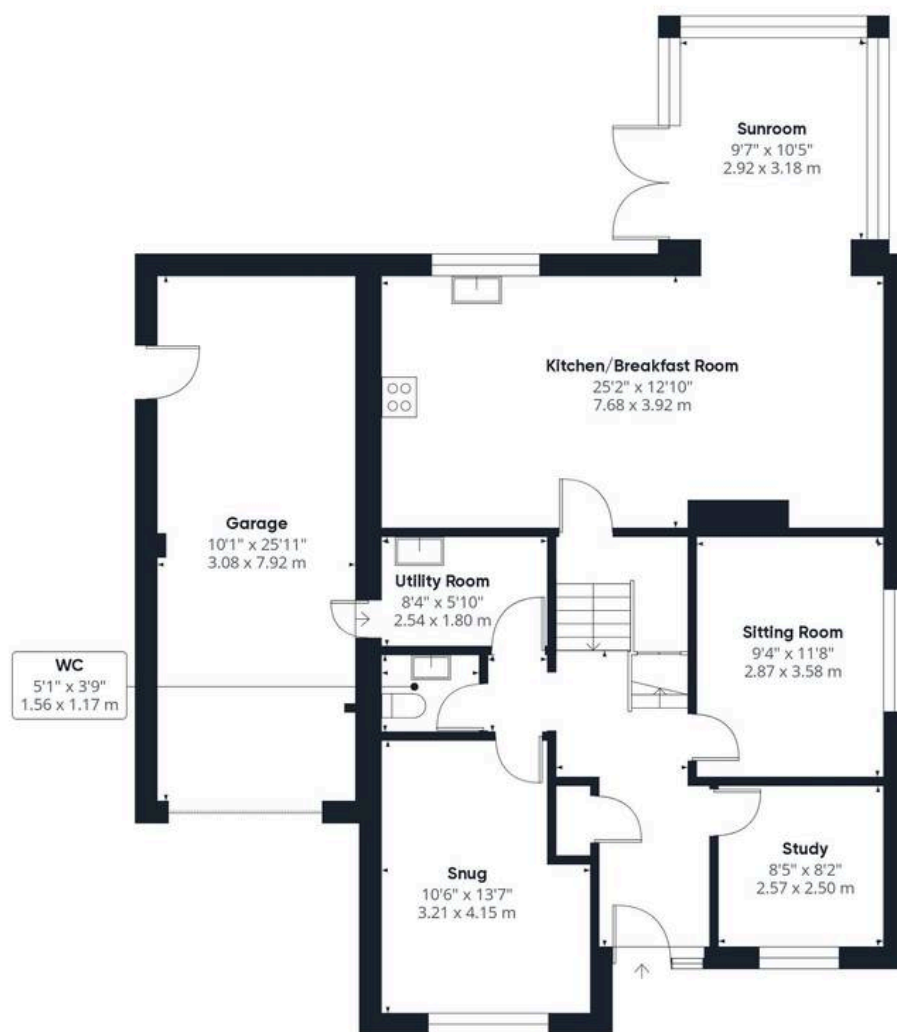 Sunroom
9'7" x 10'5"
2.92 x 3.18 m
Kitchen/Breakfast Room
25'2" x 12'10"
7.68 x 3.92 m
Garage
10'1" x 25'11"
3.08 x 7.92 m
Utility Room
8'4" x 5'10"
2.54 x 1.80 m
Sitting Room
9'4" x 11'8"
2.87 x 3.58 m
WC
5'1" x 3'9"
1.56 x 1.17 m
Snug
10'6" x 13'7"
3.21 x 4.15 m
Study
8'5" x 8'2"
2.57 x 2.50 m